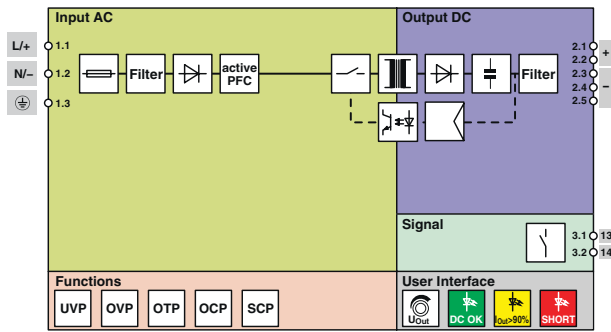 Input AC
Output DC
L/+
1.1
N/–
1.2
1.3
Filter
active
PFC
Filter
2.1
2.2
2.3
2.4
2.5
+
–
Signal
3.1
13
3.2
14
Functions
UVP
OVP
OTP
OCP
SCP
User Interface
UOut
DC OK
IOut>90%
SHORT